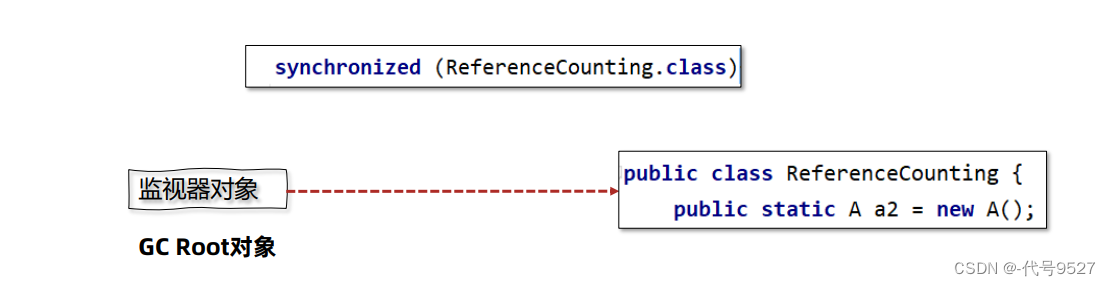 synchronized (ReferenceCounting.class)
监视器对象
public class ReferenceCounting {
public static A a2 = new A();
GC Root对象
CSDN @-代号9527